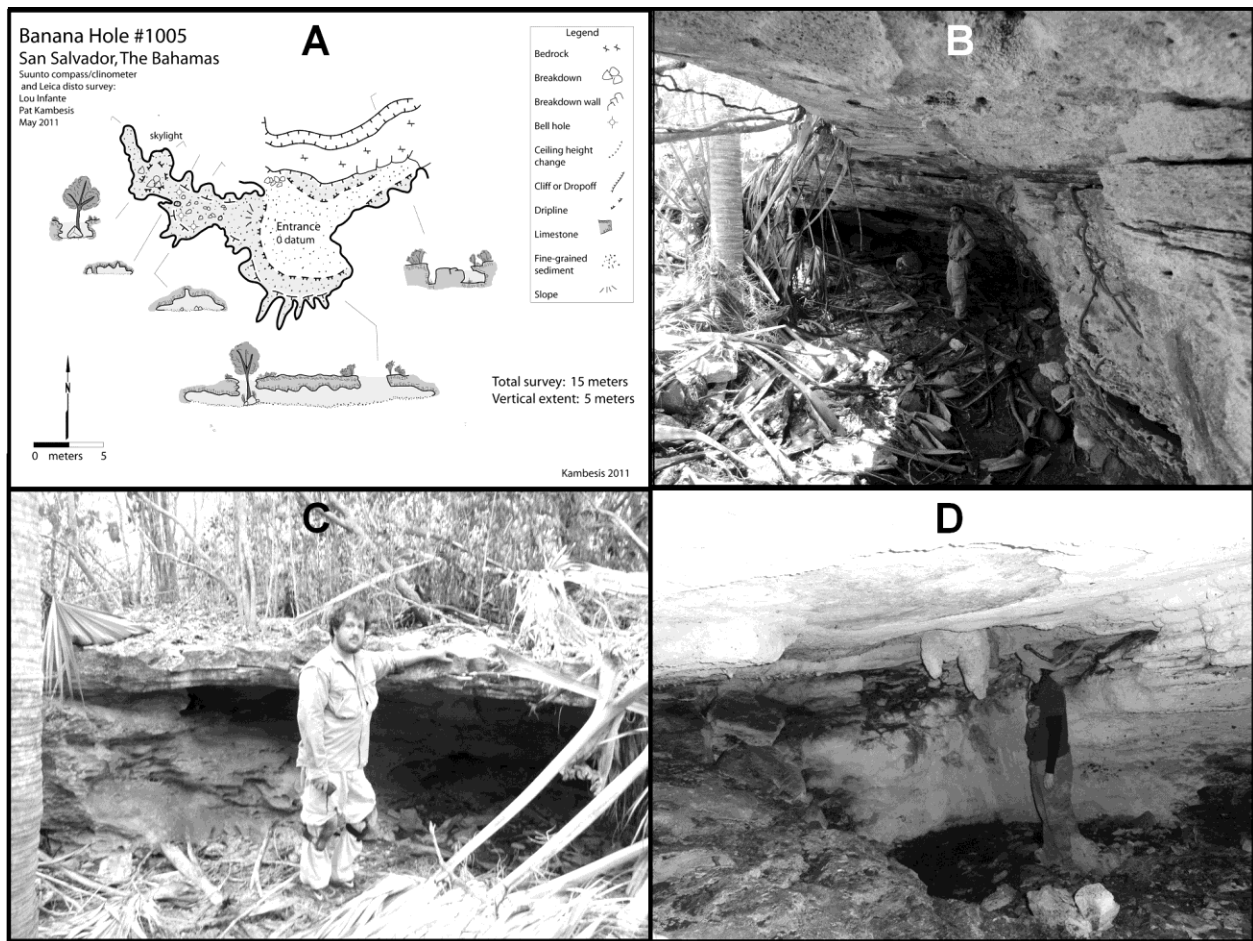 A
Banana Hole #1005
San Salvador, The Bahamas
Suunto compass/clinometer
and Leica disto survey:
Lou Infante
Pat Kambesis
May 2011
skylight
Entrance
0 datum
Legend
Bedrock
Breakdown
Breakdown wall
Bell hole
Ceiling height
change
Cliff or Dropoff
Dripline
Limestone
Fine-grained
sediment
Slope
N
0 meters 5
Total survey: 15 meters
Vertical extent: 5 meters
Kambesis 2011
B
C
D